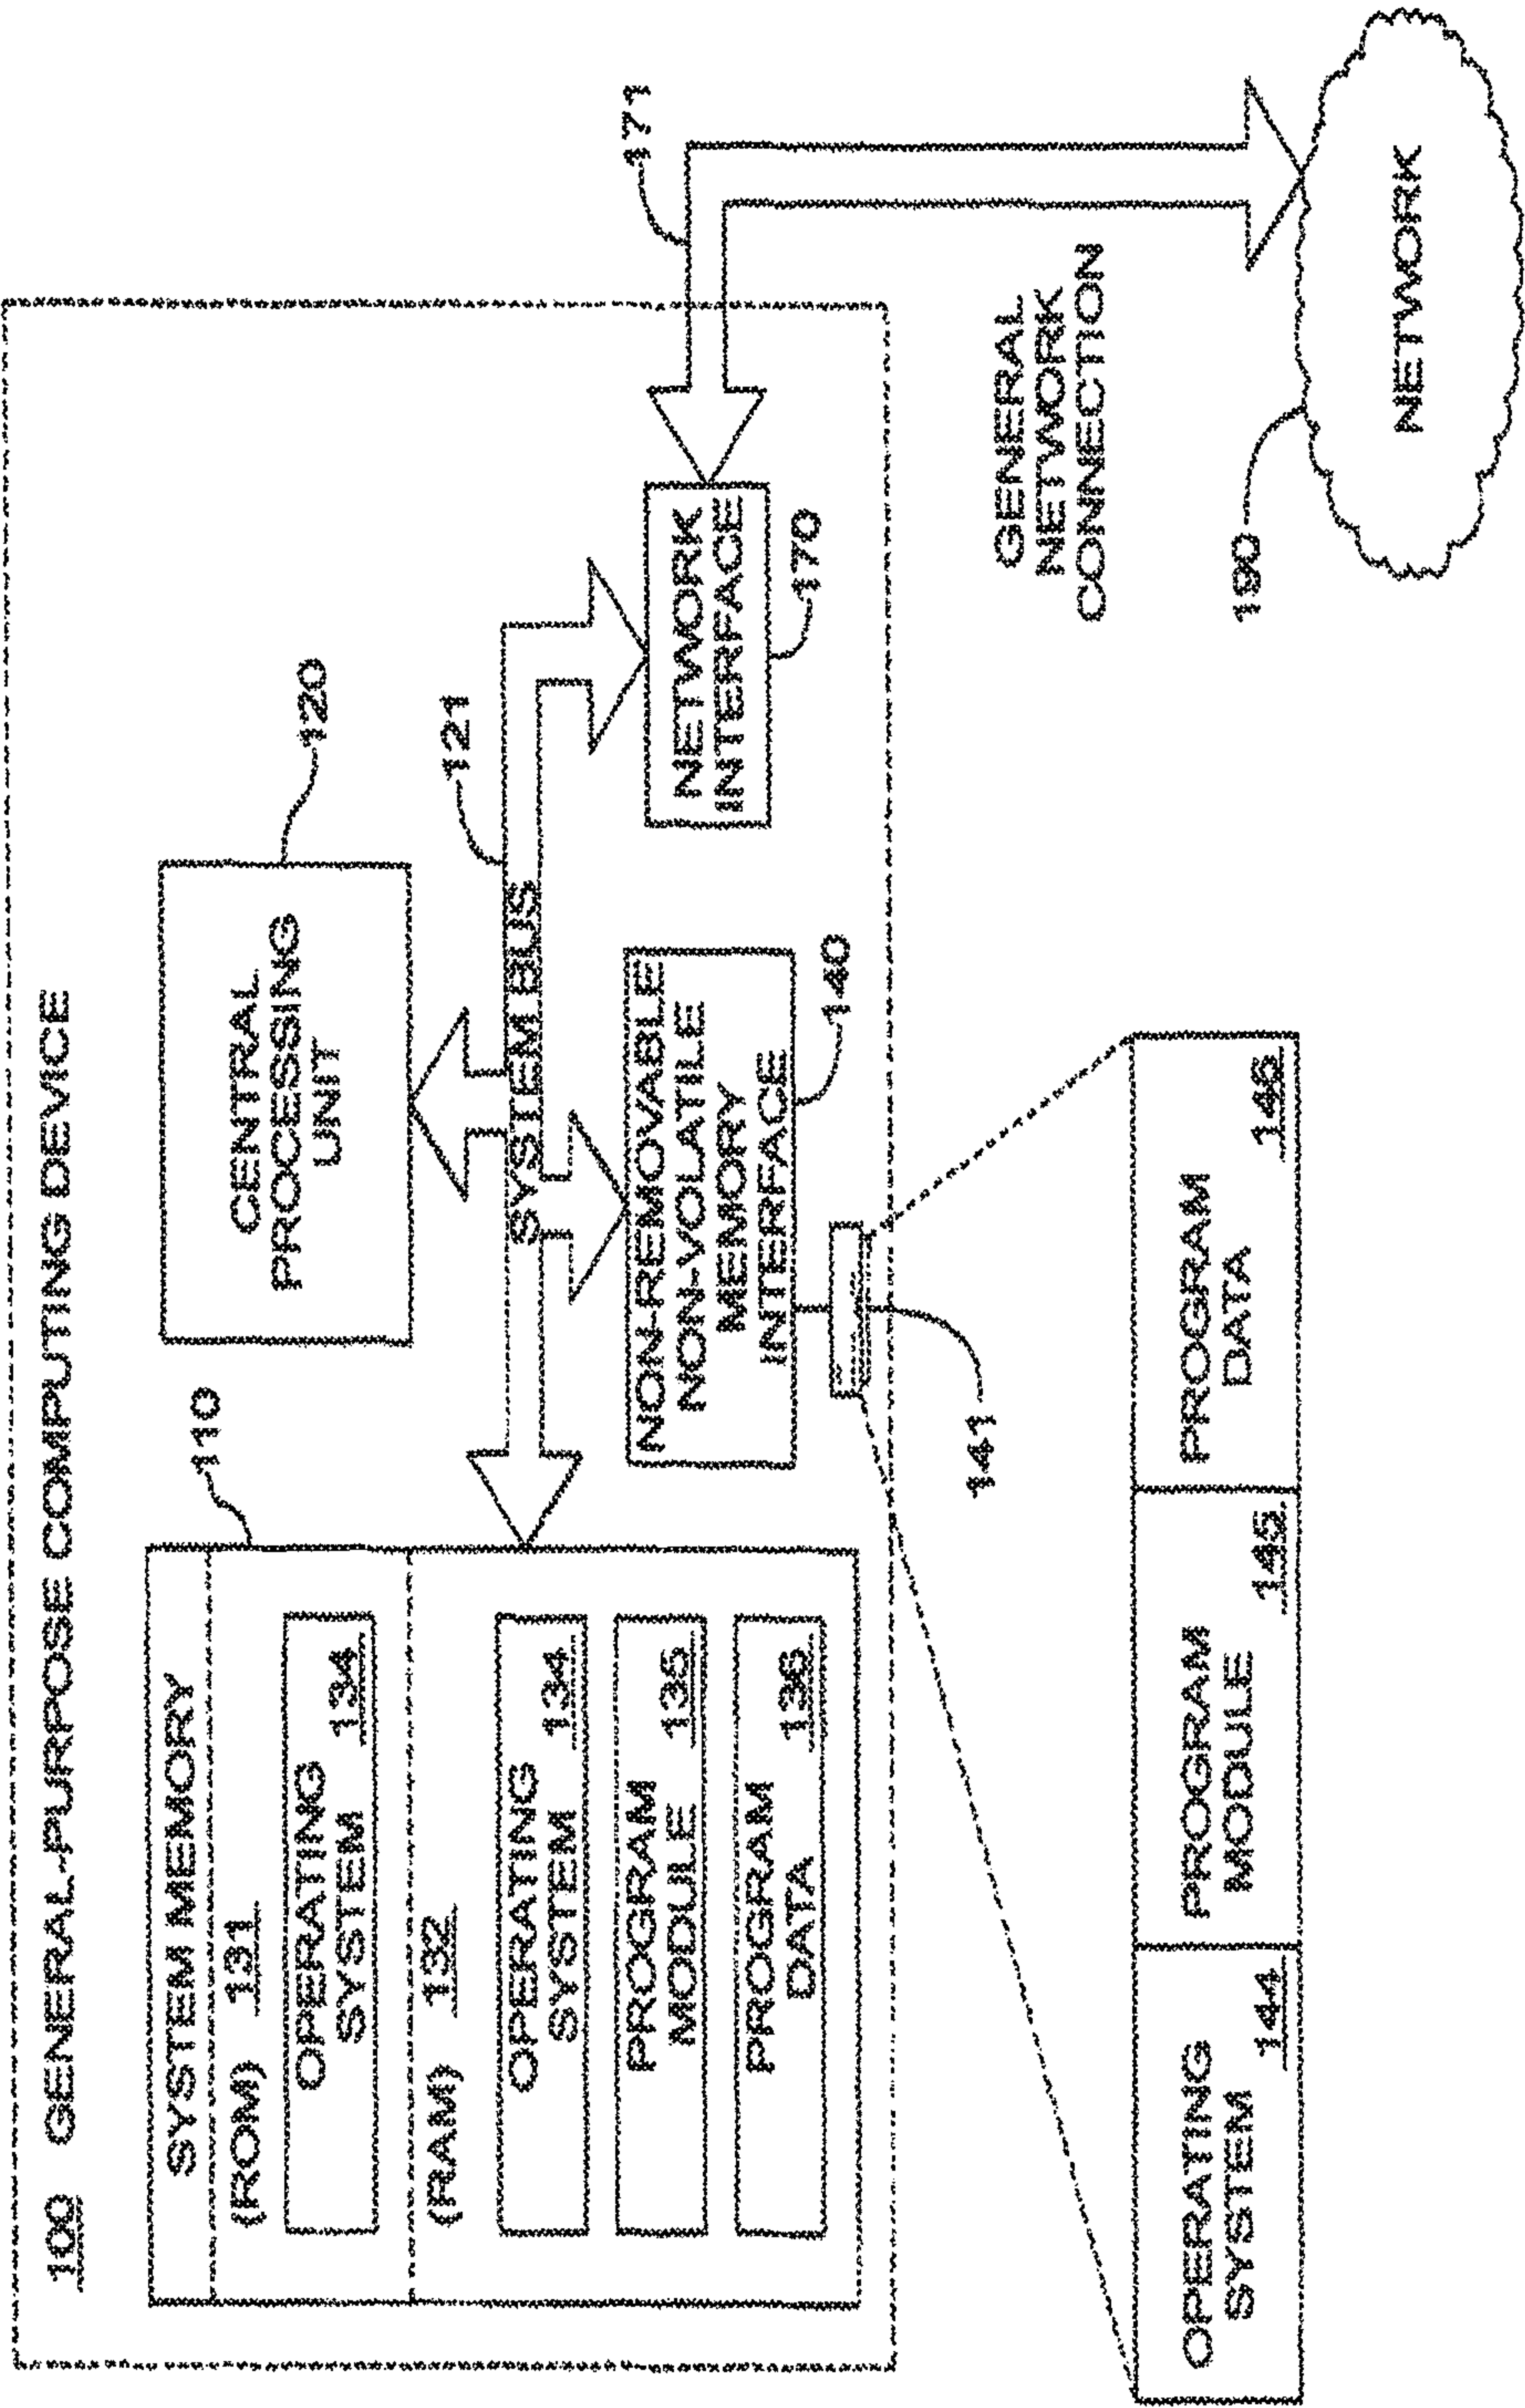 100 GENERAL-PURPOSE COMPUTING DEVICE
SYSTEM MEMORY
110
(ROM) 131
OPERATING
SYSTEM 134
(RAM) 132
OPERATING
SYSTEM 134
PROGRAM
MODULE 135
PROGRAM
DATA 136
CENTRAL
PROCESSING
UNIT
120
121
SYSTEM BUS
NON-REMOVABLE
NON-VOLATILE
MEMORY
INTERFACE
140
141
NETWORK
INTERFACE
170
171
GENERAL
NETWORK
CONNECTION
190
NETWORK
OPERATING
SYSTEM 144
PROGRAM
MODULE 145
PROGRAM
DATA 146